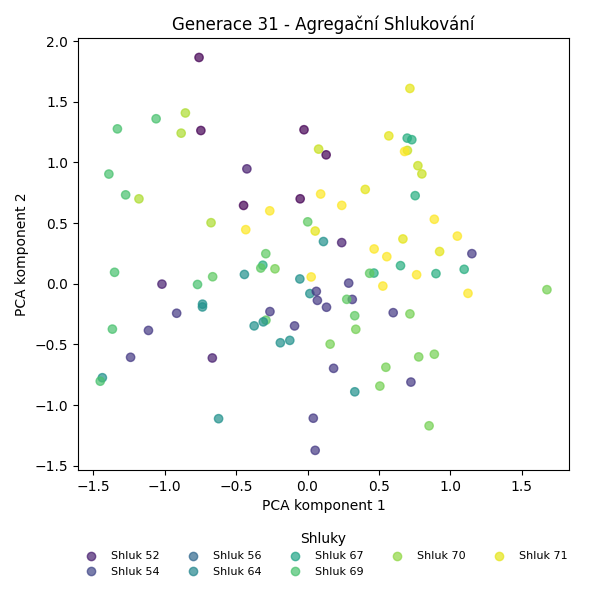 Generace 31 - Agregační Shlukování
PCA komponent 2
2.0
1.5
1.0
0.5
0.0
−0.5
−1.0
−1.5
−1.5 −1.0 −0.5 0.0 0.5 1.0 1.5
PCA komponent 1
Shluky
Shluk 52 Shluk 56 Shluk 67 Shluk 70 Shluk 71
Shluk 54 Shluk 64 Shluk 69